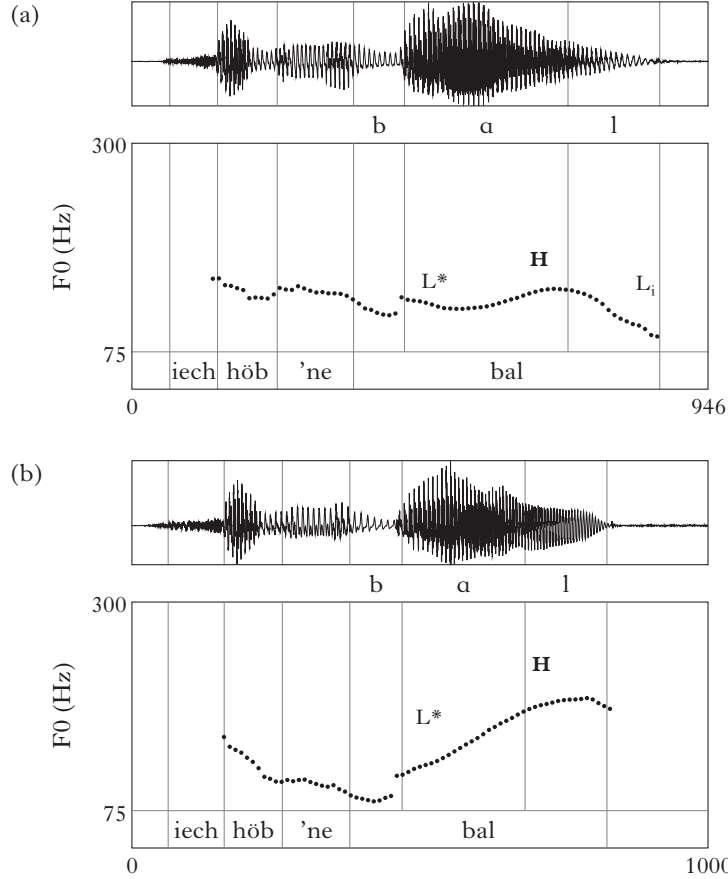 (a)
b ɑ l
300
F0 (Hz)
L* H Lᵢ
75
iech höb ’ne bal
0 946
(b)
b ɑ l
300
F0 (Hz)
L* H
75
iech höb ’ne bal
0 1000